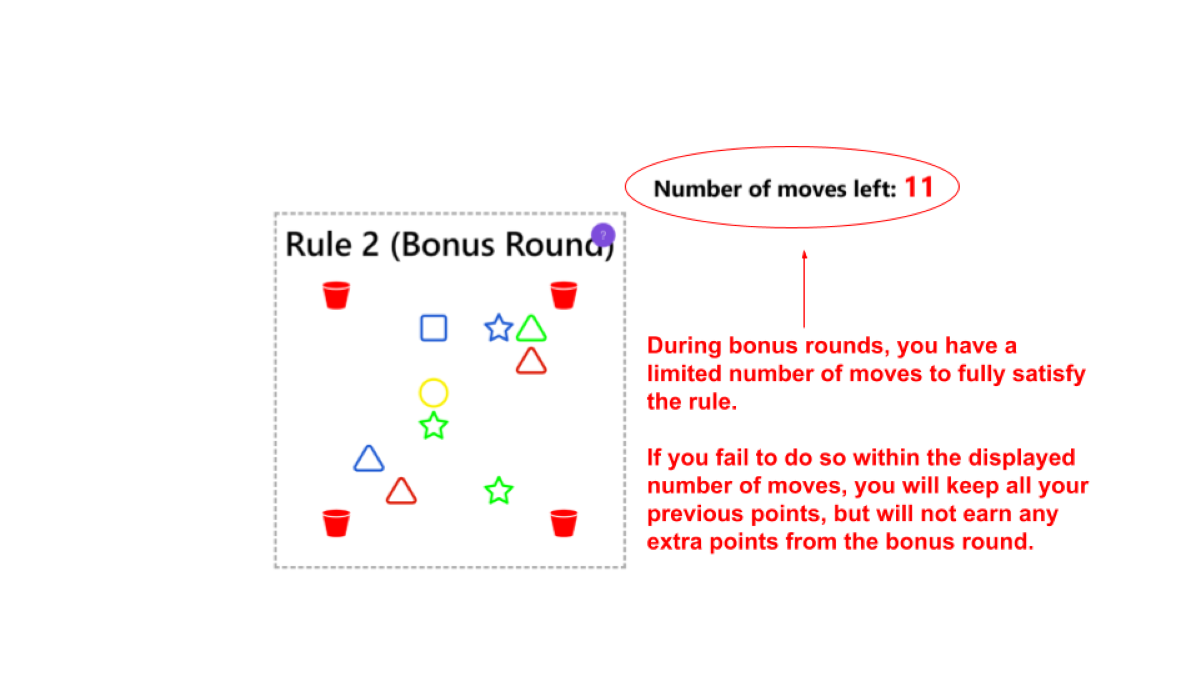 Number of moves left: 11
Rule 2 (Bonus Round)
?
During bonus rounds, you have a
limited number of moves to fully satisfy
the rule.
If you fail to do so within the displayed
number of moves, you will keep all your
previous points, but will not earn any
extra points from the bonus round.